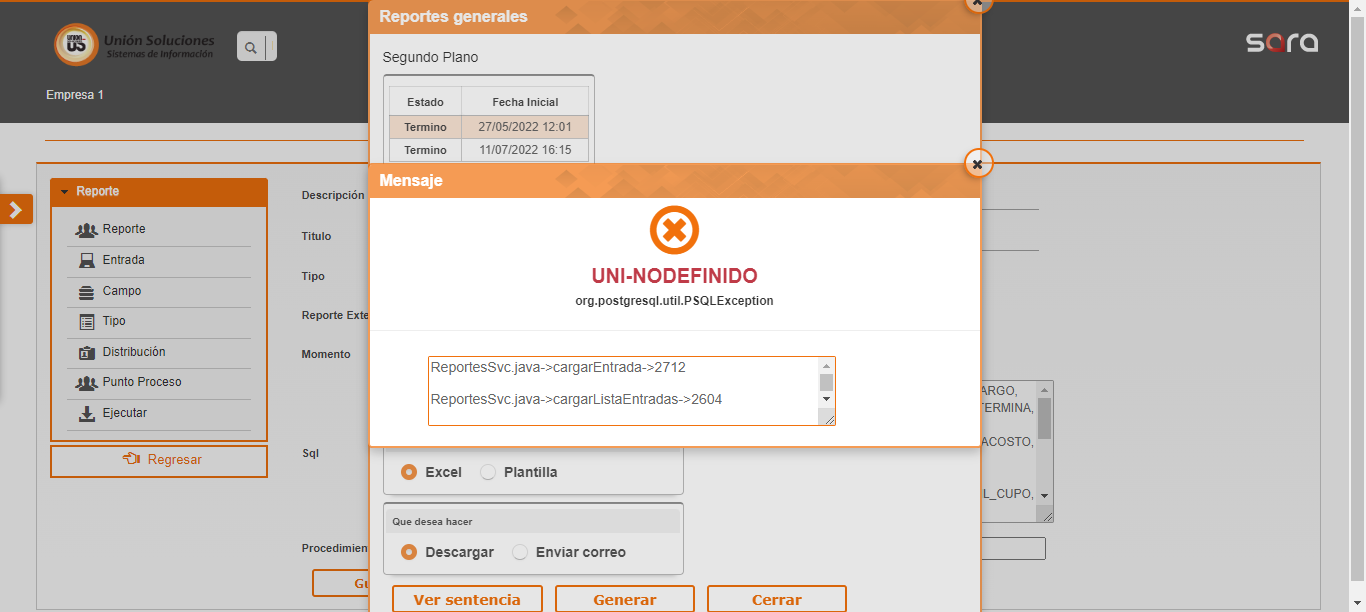 Reportes generales
Unión Soluciones
Sistemas de Información
sara
Empresa 1
Segundo Plano
Estado Fecha Inicial
Termino 27/05/2022 12:01
Termino 11/07/2022 16:15
Mensaje
UNI-NODEFINIDO
org.postgresql.util.PSQLException
ReportesSvc.java->cargarEntrada->2712
ReportesSvc.java->cargarListaEntradas->2604
Reporte
Reporte
Entrada
Campo
Tipo
Distribución
Punto Proceso
Ejecutar
Regresar
Descripción
Titulo
Tipo
Reporte Exte
Momento
Sql
ARGO,
TERMINA,
ACOSTO,
L_CUPO,
Procedimien
Gu
Excel Plantilla
Que desea hacer
Descargar Enviar correo
Ver sentencia Generar Cerrar